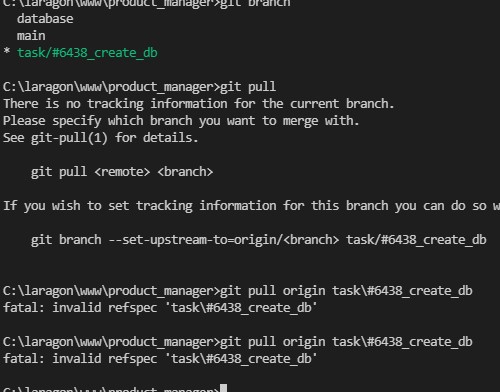 C:\laragon\www\product_manager>git branch
  database
  main
* task/#6438_create_db
C:\laragon\www\product_manager>git pull
There is no tracking information for the current branch.
Please specify which branch you want to merge with.
See git-pull(1) for details.
    git pull <remote> <branch>
If you wish to set tracking information for this branch you can do so w
    git branch --set-upstream-to=origin/<branch> task/#6438_create_db
C:\laragon\www\product_manager>git pull origin task\#6438_create_db
fatal: invalid refspec 'task\#6438_create_db'
C:\laragon\www\product_manager>git pull origin task\#6438_create_db
fatal: invalid refspec 'task\#6438_create_db'
C:\laragon\www\product_manager>